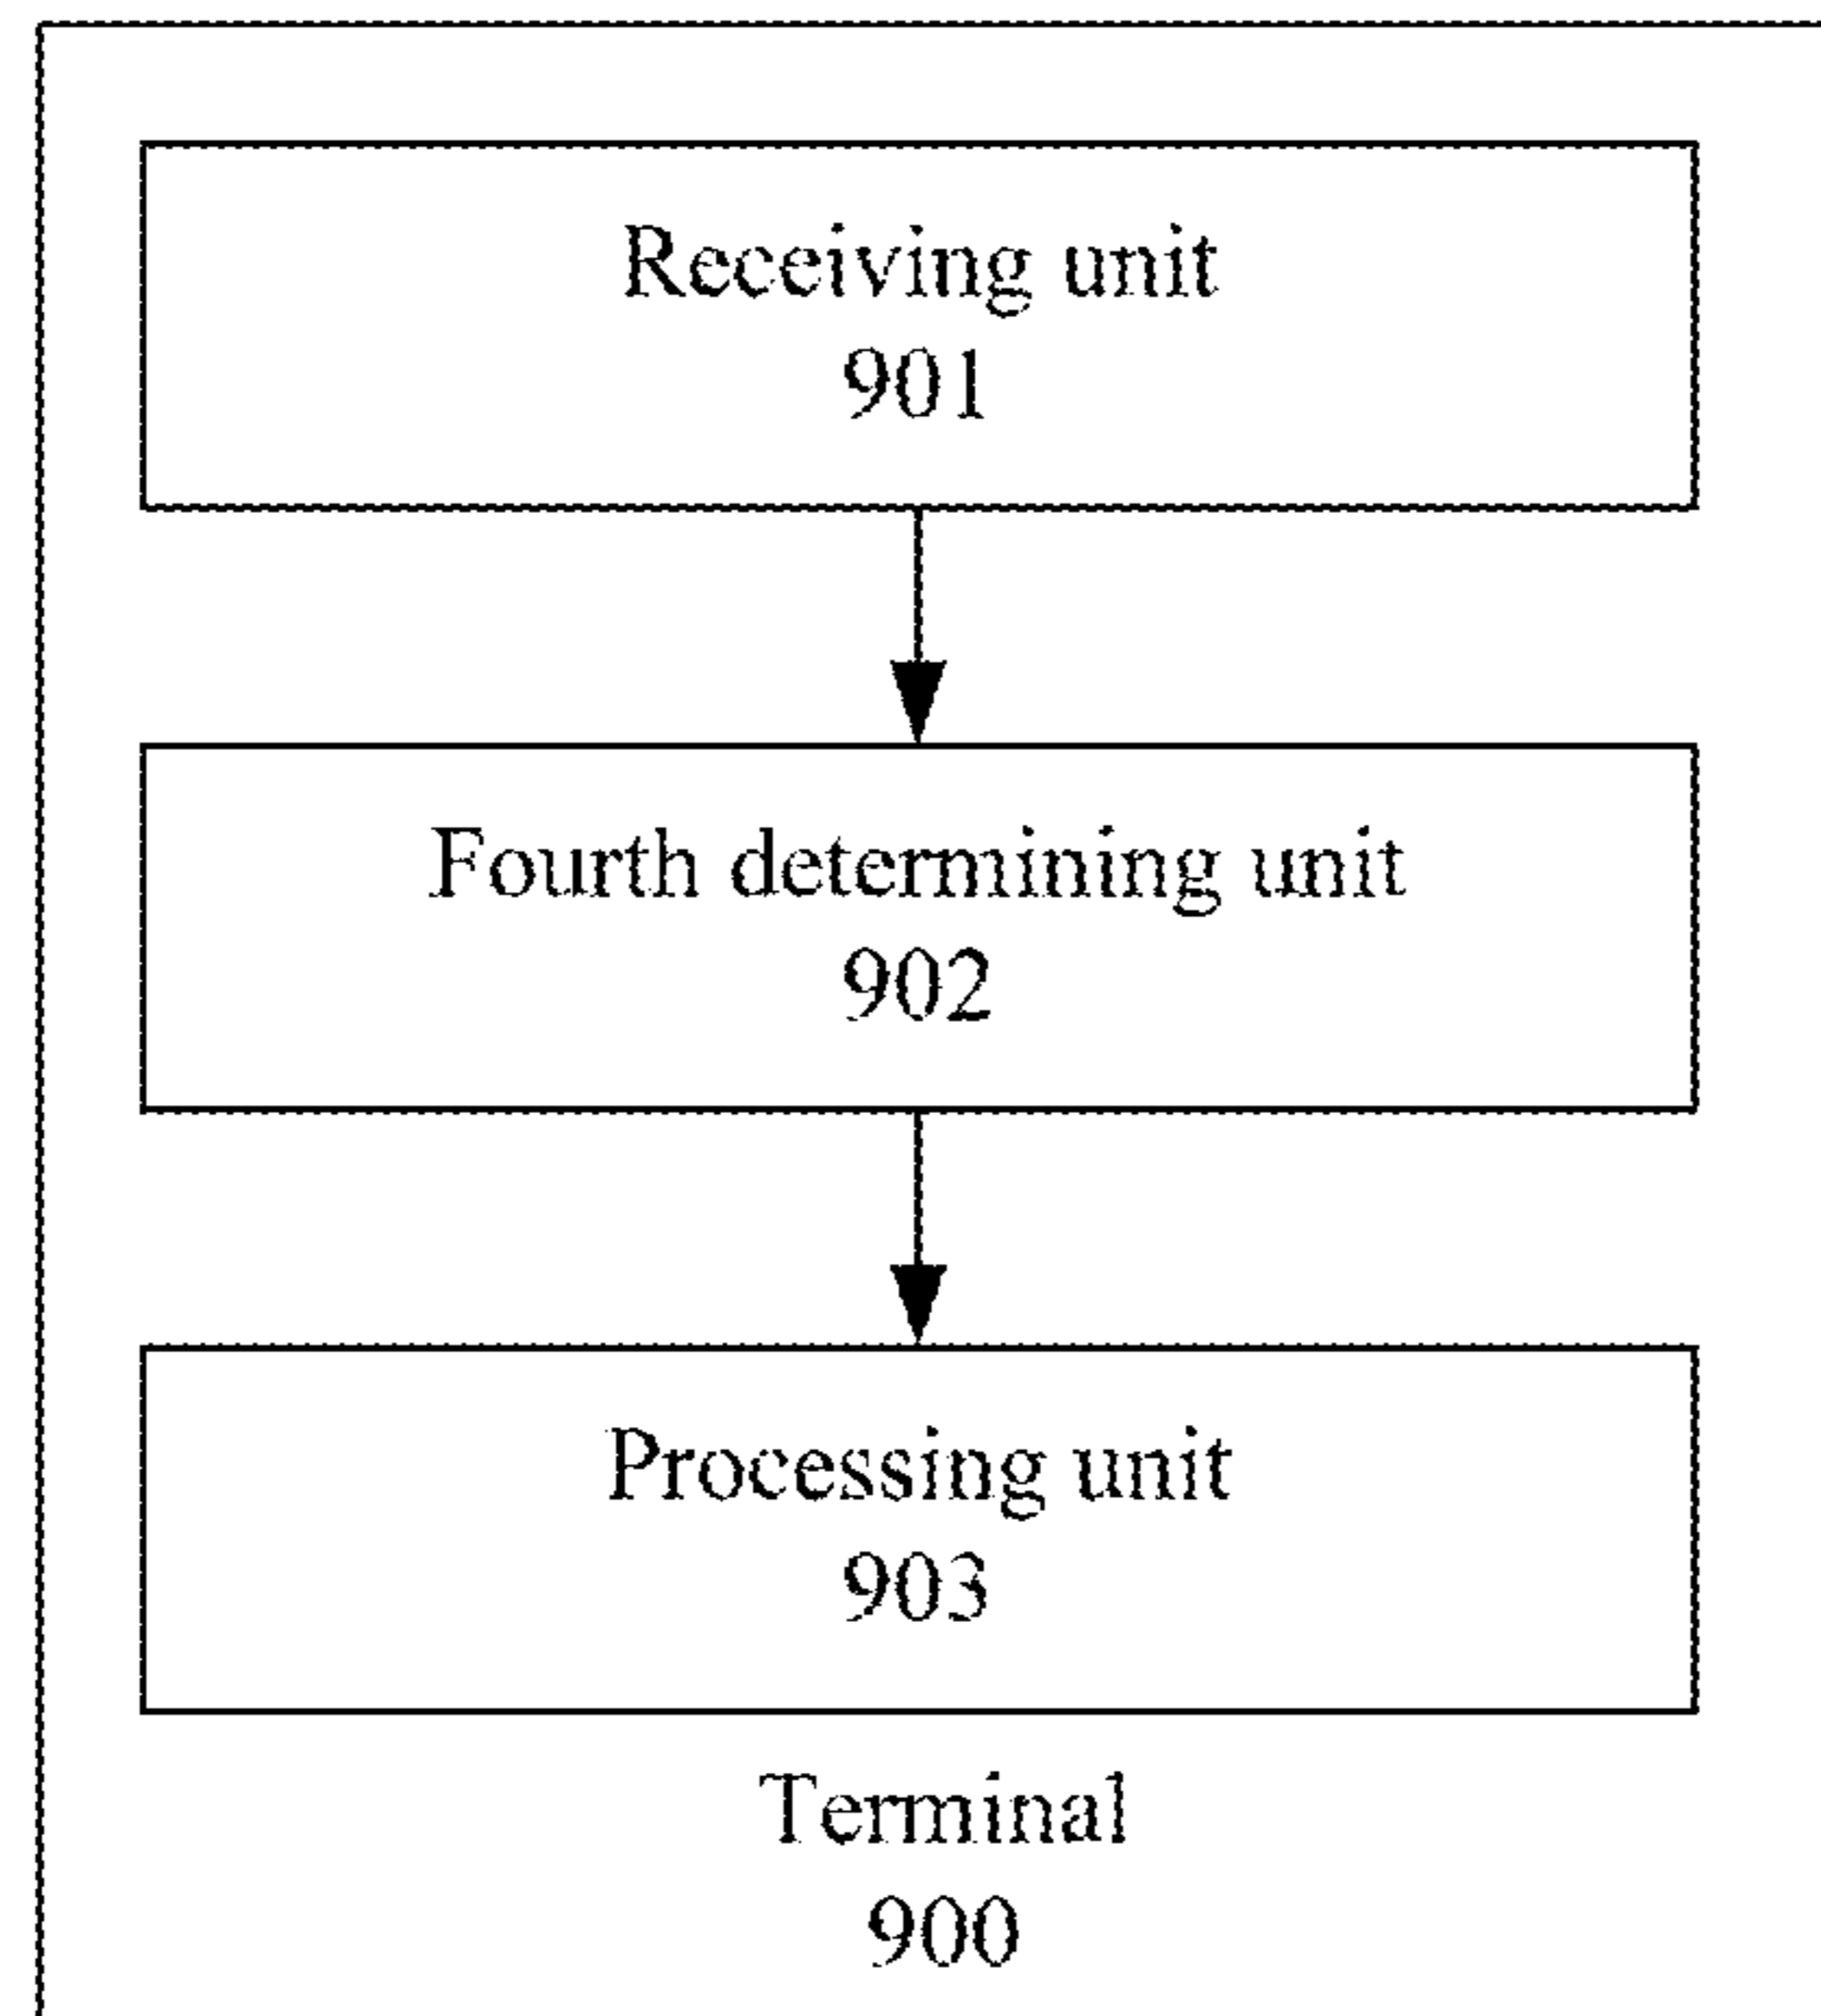 Receiving unit
901
Fourth determining unit
902
Processing unit
903
Terminal
900